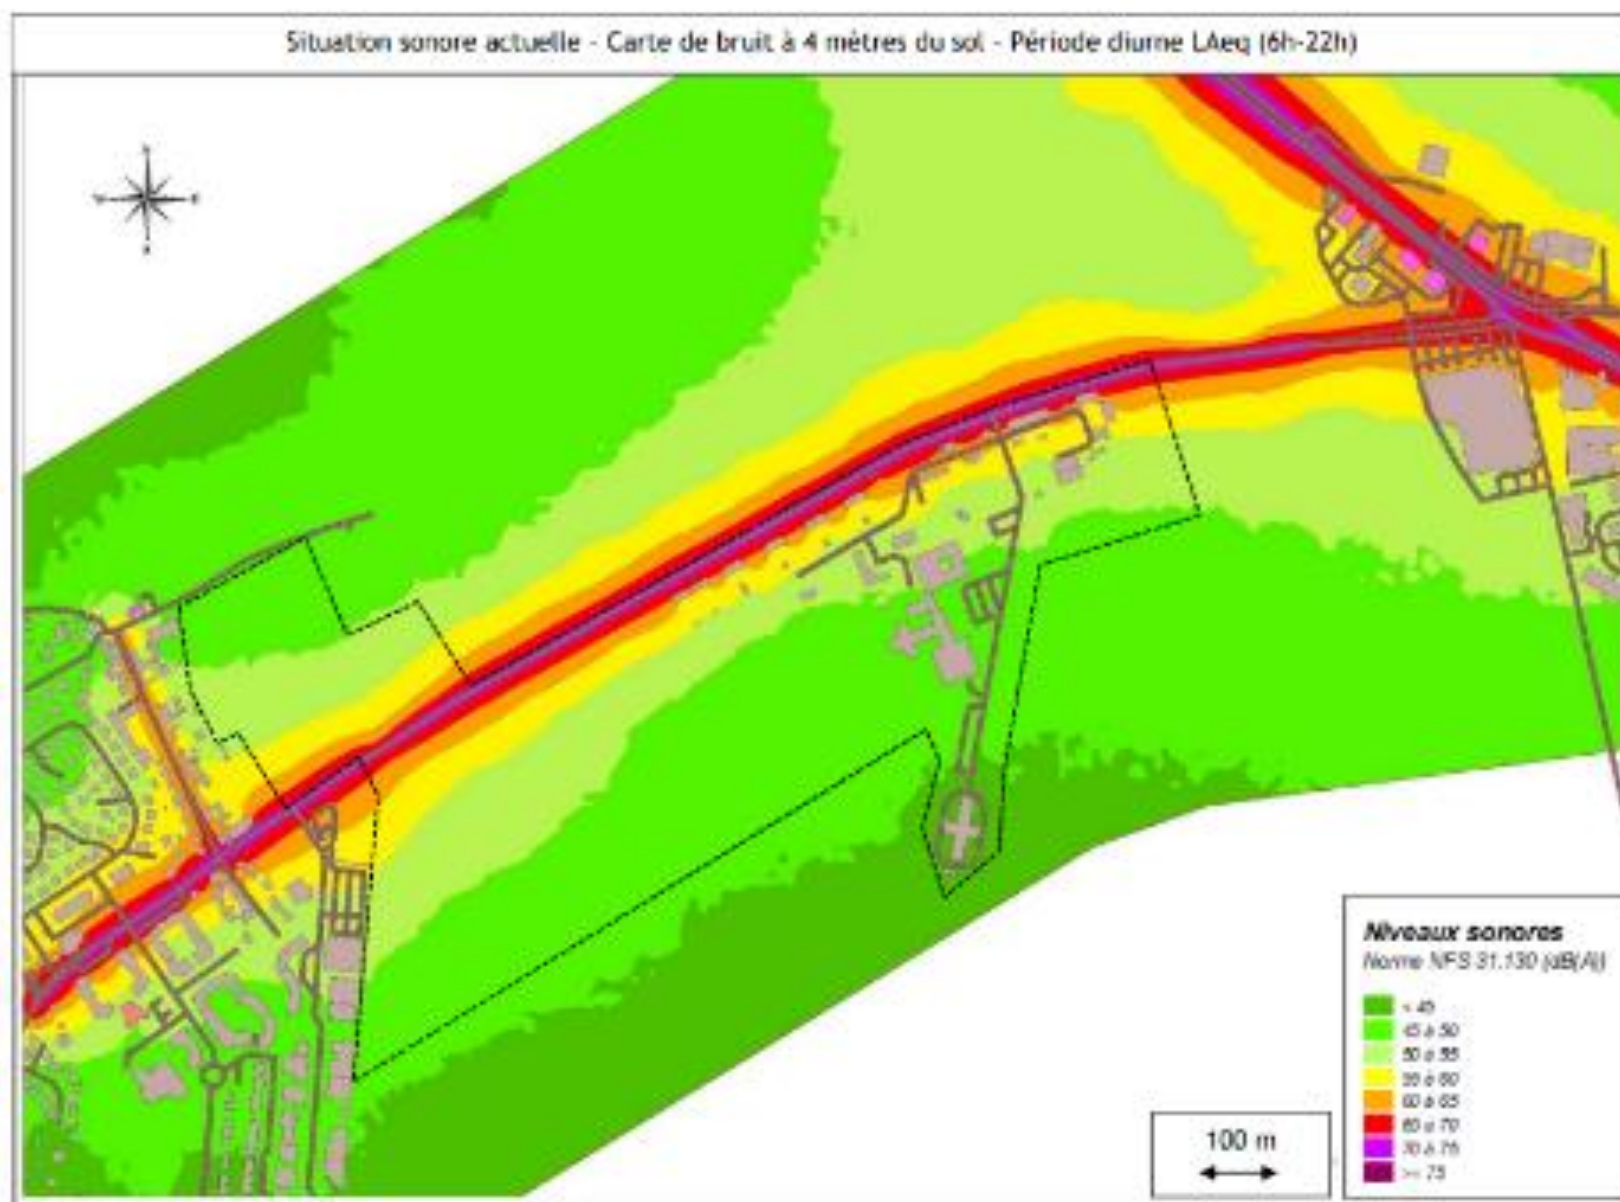 Situation sonore actuelle - Carte de bruit à 4 mètres du sol - Période diurne LAeq (6h-22h)
Niveaux sonores
Norme NFS 31.130 (dB(A))
< 45
45 à 50
50 à 55
55 à 60
60 à 65
65 à 70
70 à 75
>= 75
100 m